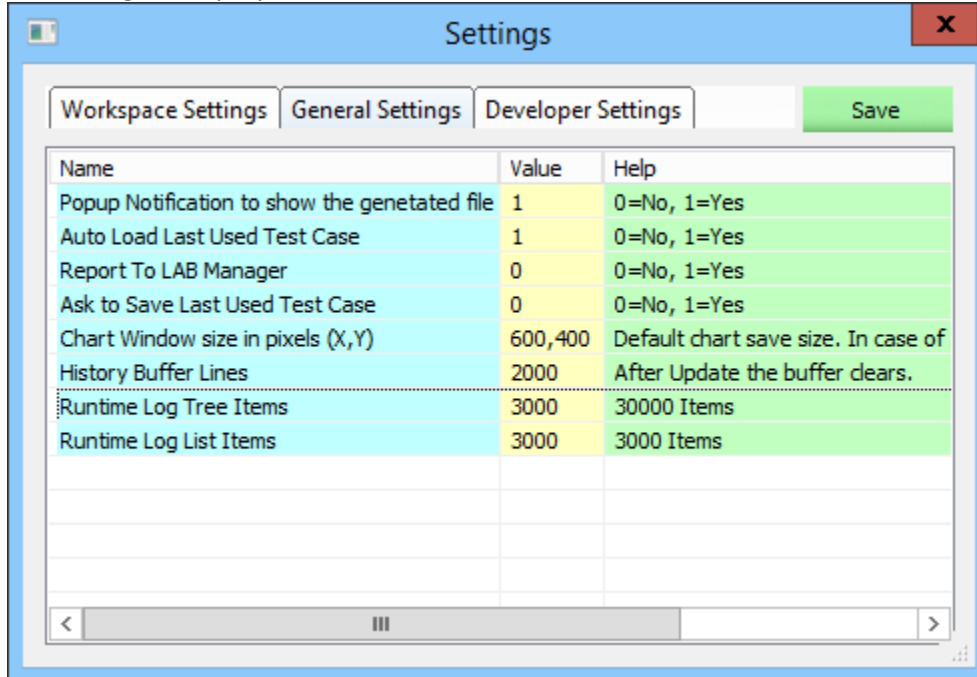 Settings
x
Workspace Settings General Settings Developer Settings Save
Name Value Help
Popup Notification to show the genetated file 1 0=No, 1=Yes
Auto Load Last Used Test Case 1 0=No, 1=Yes
Report To LAB Manager 0 0=No, 1=Yes
Ask to Save Last Used Test Case 0 0=No, 1=Yes
Chart Window size in pixels (X,Y) 600,400 Default chart save size. In case of
History Buffer Lines 2000 After Update the buffer clears.
Runtime Log Tree Items 3000 30000 Items
Runtime Log List Items 3000 3000 Items